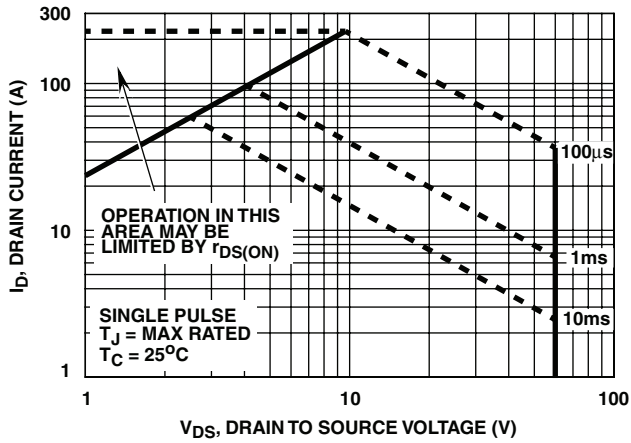 300
100
10
1
I_D, DRAIN CURRENT (A)
100μs
1ms
10ms
OPERATION IN THIS
AREA MAY BE
LIMITED BY r_DS(ON)
SINGLE PULSE
T_J = MAX RATED
T_C = 25°C
1
10
100
V_DS, DRAIN TO SOURCE VOLTAGE (V)